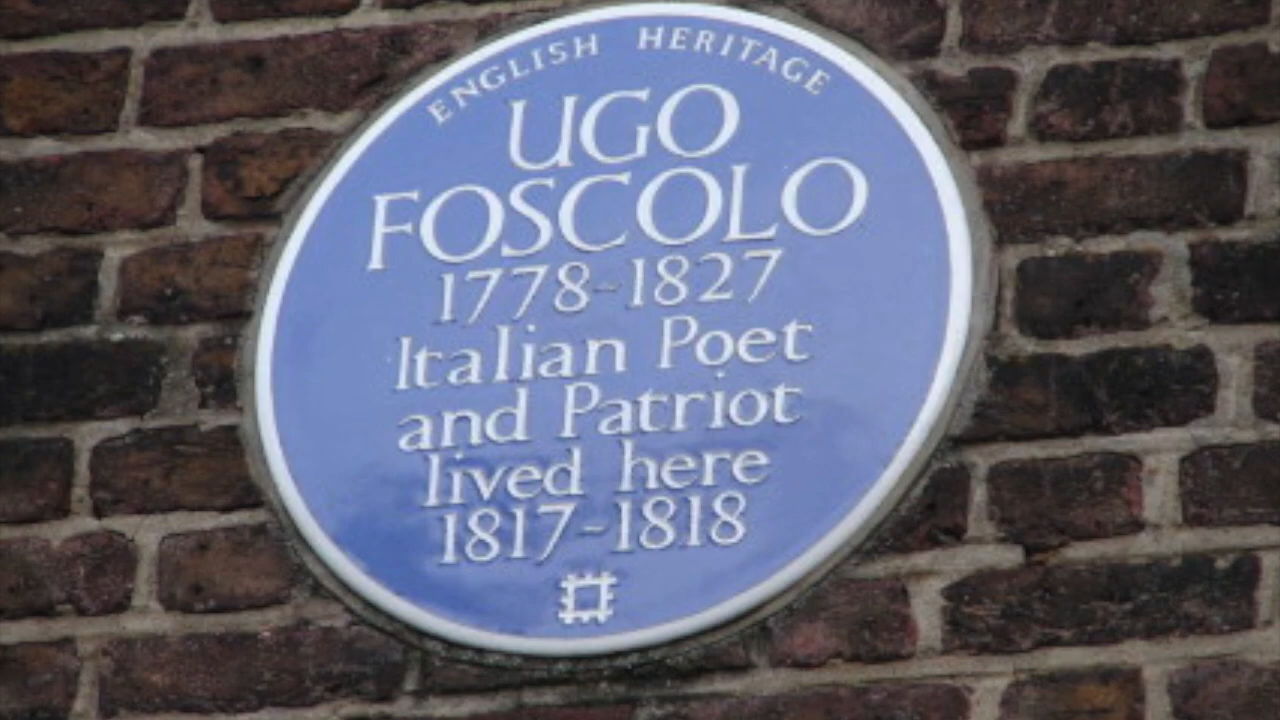 ENGLISH HERITAGE
UGO
FOSCOLO
1778-1827
Italian Poet
and Patriot
lived here
1817-1818